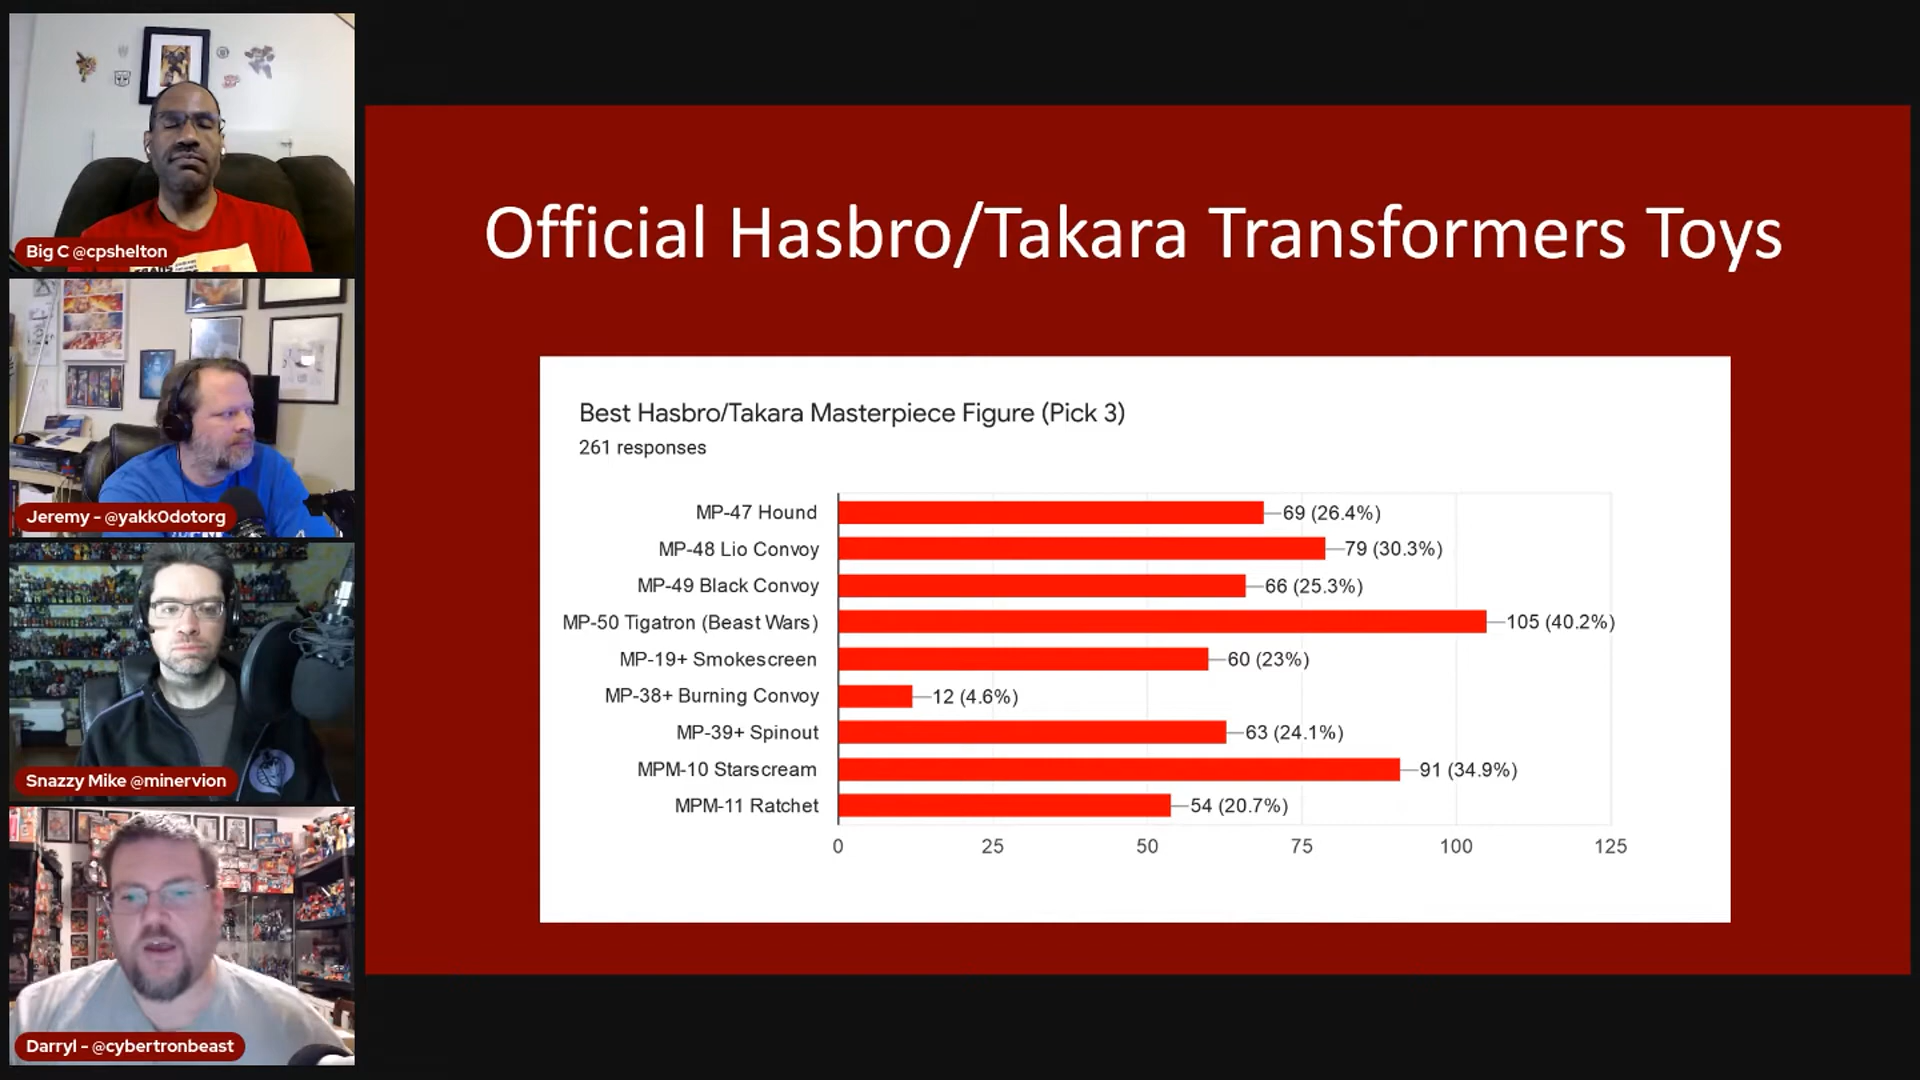 Official Hasbro/Takara Transformers Toys
Best Hasbro/Takara Masterpiece Figure (Pick 3)
261 responses
MP-47 Hound 69 (26.4%)
MP-48 Lio Convoy 79 (30.3%)
MP-49 Black Convoy 66 (25.3%)
MP-50 Tigatron (Beast Wars) 105 (40.2%)
MP-19+ Smokescreen 60 (23%)
MP-38+ Burning Convoy 12 (4.6%)
MP-39+ Spinout 63 (24.1%)
MPM-10 Starscream 91 (34.9%)
MPM-11 Ratchet 54 (20.7%)
0 25 50 75 100 125
Big C @cpshelton
Jeremy - @yakk0dotorg
Snazzy Mike @minervion
Darryl - @cybertronbeast